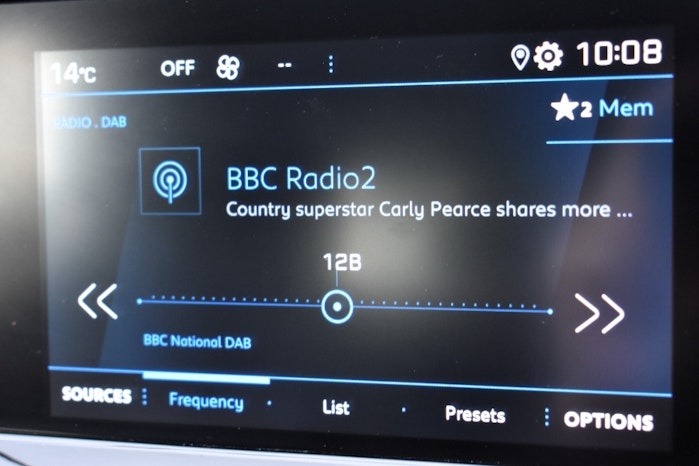 14°C OFF -- 10:08
RADIO . DAB
2 Mem
BBC Radio2
Country superstar Carly Pearce shares more ...
12B
BBC National DAB
SOURCES Frequency List Presets OPTIONS